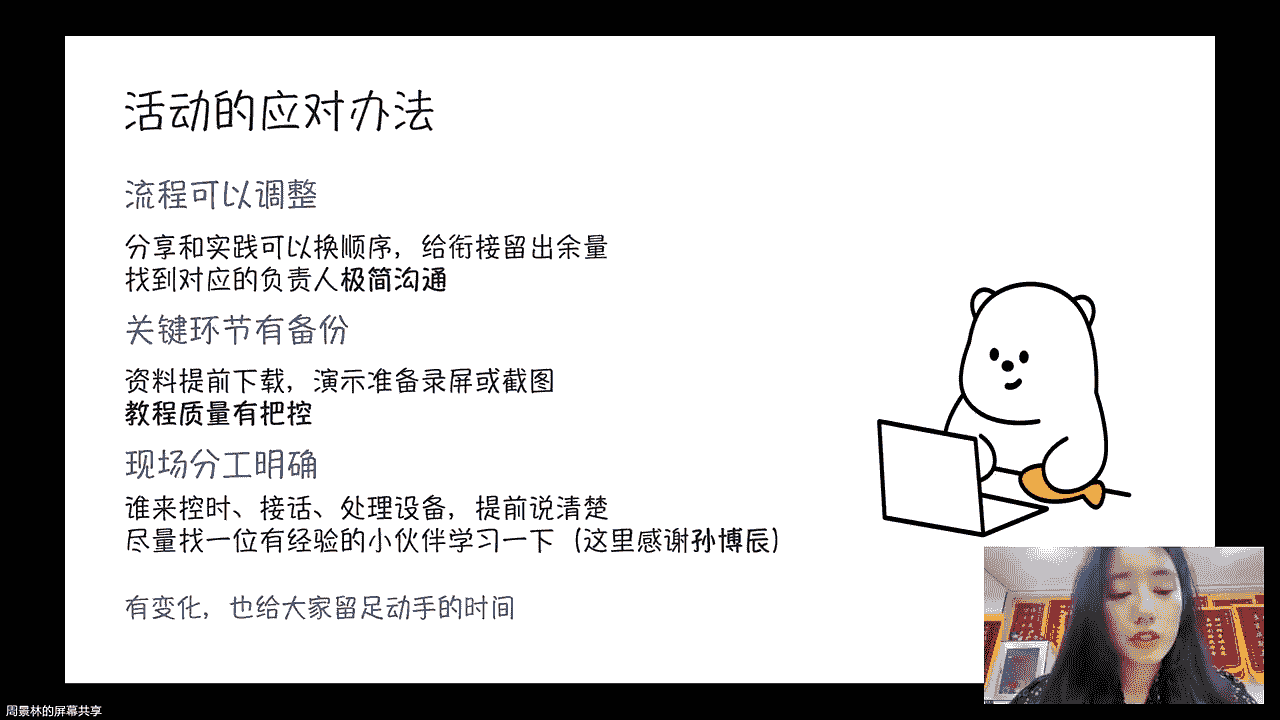 活动的应对办法
流程可以调整
分享和实践可以换顺序，给衔接留出余量
找到对应的负责人极简沟通
关键环节有备份
资料提前下载，演示准备录屏或截图
教程质量有把控
现场分工明确
谁来控时、接话、处理设备，提前说清楚
尽量找一位有经验的小伙伴学习一下（这里感谢孙博辰）
有变化，也给大家留足动手的时间
周景林的屏幕共享